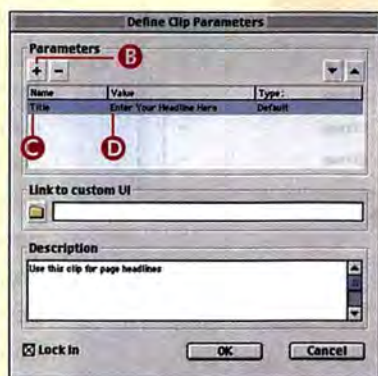 Define Clip Parameters
Parameters
B
+ −
Name Value Type:
Title Enter Your Headline Here Default
C D
Link to custom UI
Description
Use this clip for page headlines
Lock In OK Cancel